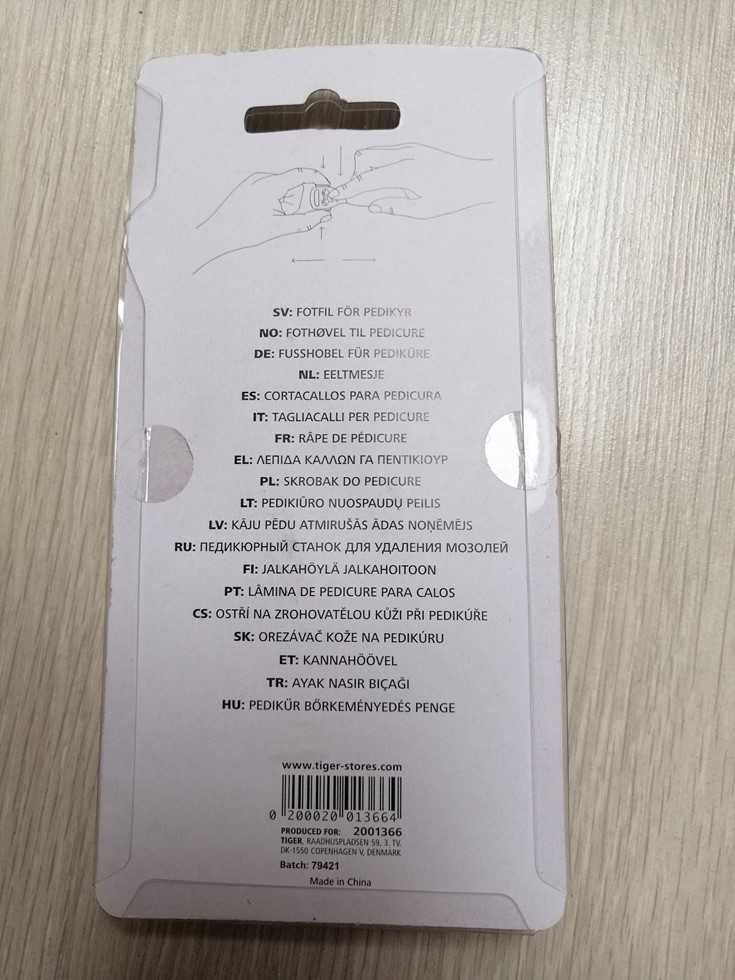 SV: FOTFIL FÖR PEDIKYR
NO: FOTHØVEL TIL PEDICURE
DE: FUSSHOBEL FÜR PEDIKÜRE
NL: EELTMESJE
ES: CORTACALLOS PARA PEDICURA
IT: TAGLIACALLI PER PEDICURE
FR: RÂPE DE PÉDICURE
EL: ΛΕΠΙΔΑ ΚΑΛΛΩΝ ΓΑ ΠΕΝΤΙΚΙΟΥΡ
PL: SKROBAK DO PEDICURE
LT: PEDIKIŪRO NUOSPAUDŲ PEILIS
LV: KĀJU PĒDU ATMIRUŠĀS ĀDAS NOŅĒMĒJS
RU: ПЕДИКЮРНЫЙ СТАНОК ДЛЯ УДАЛЕНИЯ МОЗОЛЕЙ
FI: JALKAHÖYLÄ JALKAHOITOON
PT: LÂMINA DE PEDICURE PARA CALOS
CS: OSTŘÍ NA ZROHOVATĚLOU KŮŽI PŘI PEDIKÚŘE
SK: OREZÁVAČ KOŽE NA PEDIKÚRU
ET: KANNAHÖÖVEL
TR: AYAK NASIR BIÇAĞI
HU: PEDIKŰR BŐRKEMÉNYEDÉS PENGE
www.tiger-stores.com
0 200020 013664
PRODUCED FOR: 2001366
TIGER, RAADHUSPLADSEN 59, 3. TV.
DK-1550 COPENHAGEN V, DENMARK
Batch: 79421
Made in China